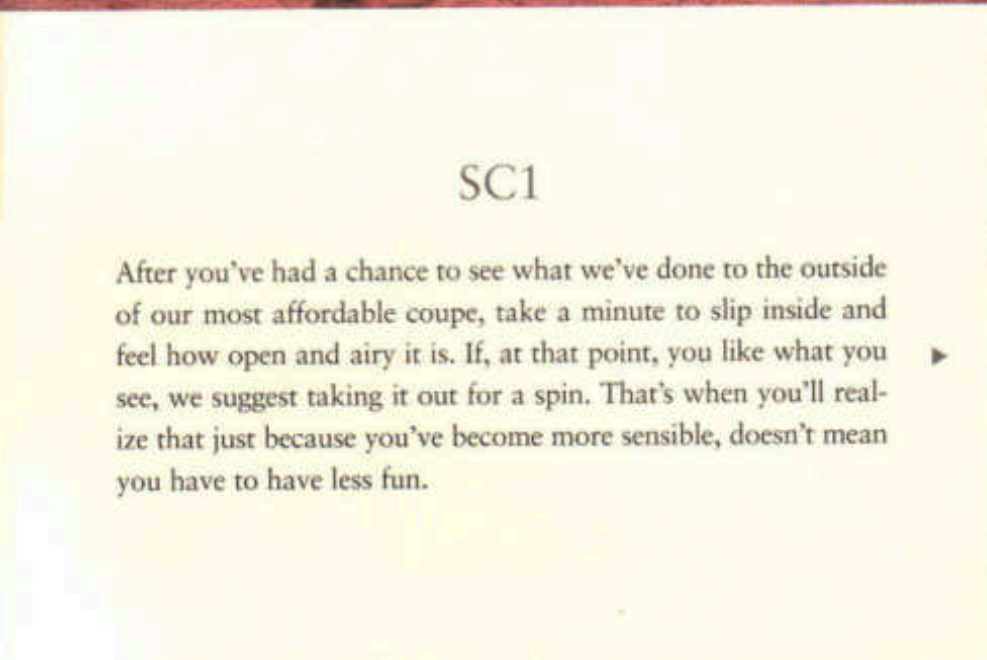 SC1
After you've had a chance to see what we've done to the outside
of our most affordable coupe, take a minute to slip inside and
feel how open and airy it is. If, at that point, you like what you
see, we suggest taking it out for a spin. That's when you'll real-
ize that just because you've become more sensible, doesn't mean
you have to have less fun.